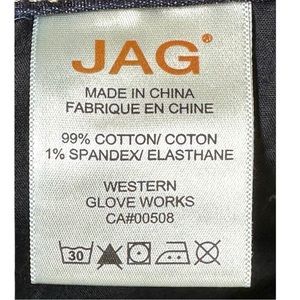 JAG®
MADE IN CHINA
FABRIQUE EN CHINE
99% COTTON/ COTON
1% SPANDEX/ ELASTHANE
WESTERN
GLOVE WORKS
CA#00508
30